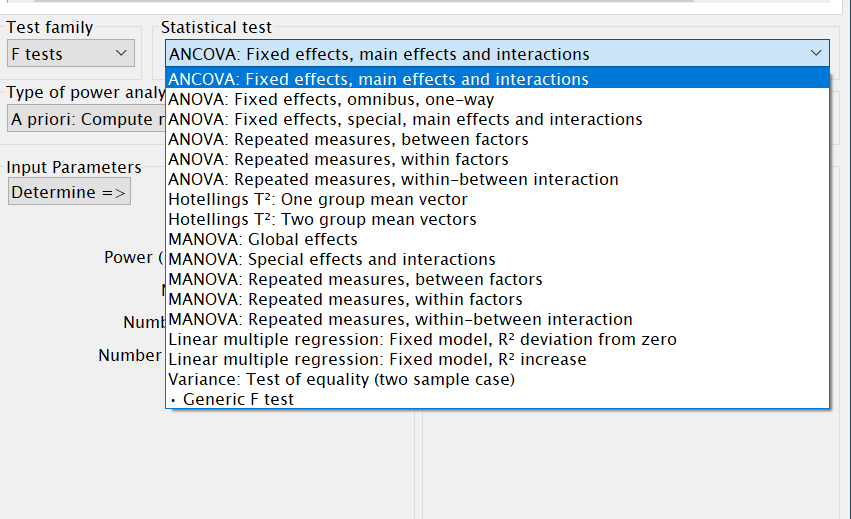 Test family
Statistical test
F tests
ANCOVA: Fixed effects, main effects and interactions
ANCOVA: Fixed effects, main effects and interactions
Type of power analy
ANOVA: Fixed effects, omnibus, one-way
A priori: Compute r
ANOVA: Fixed effects, special, main effects and interactions
ANOVA: Repeated measures, between factors
ANOVA: Repeated measures, within factors
Input Parameters
ANOVA: Repeated measures, within-between interaction
Determine =>
Hotellings T²: One group mean vector
Hotellings T²: Two group mean vectors
MANOVA: Global effects
Power (
MANOVA: Special effects and interactions
MANOVA: Repeated measures, between factors
MANOVA: Repeated measures, within factors
Numb
MANOVA: Repeated measures, within-between interaction
Linear multiple regression: Fixed model, R² deviation from zero
Number
Linear multiple regression: Fixed model, R² increase
Variance: Test of equality (two sample case)
• Generic F test